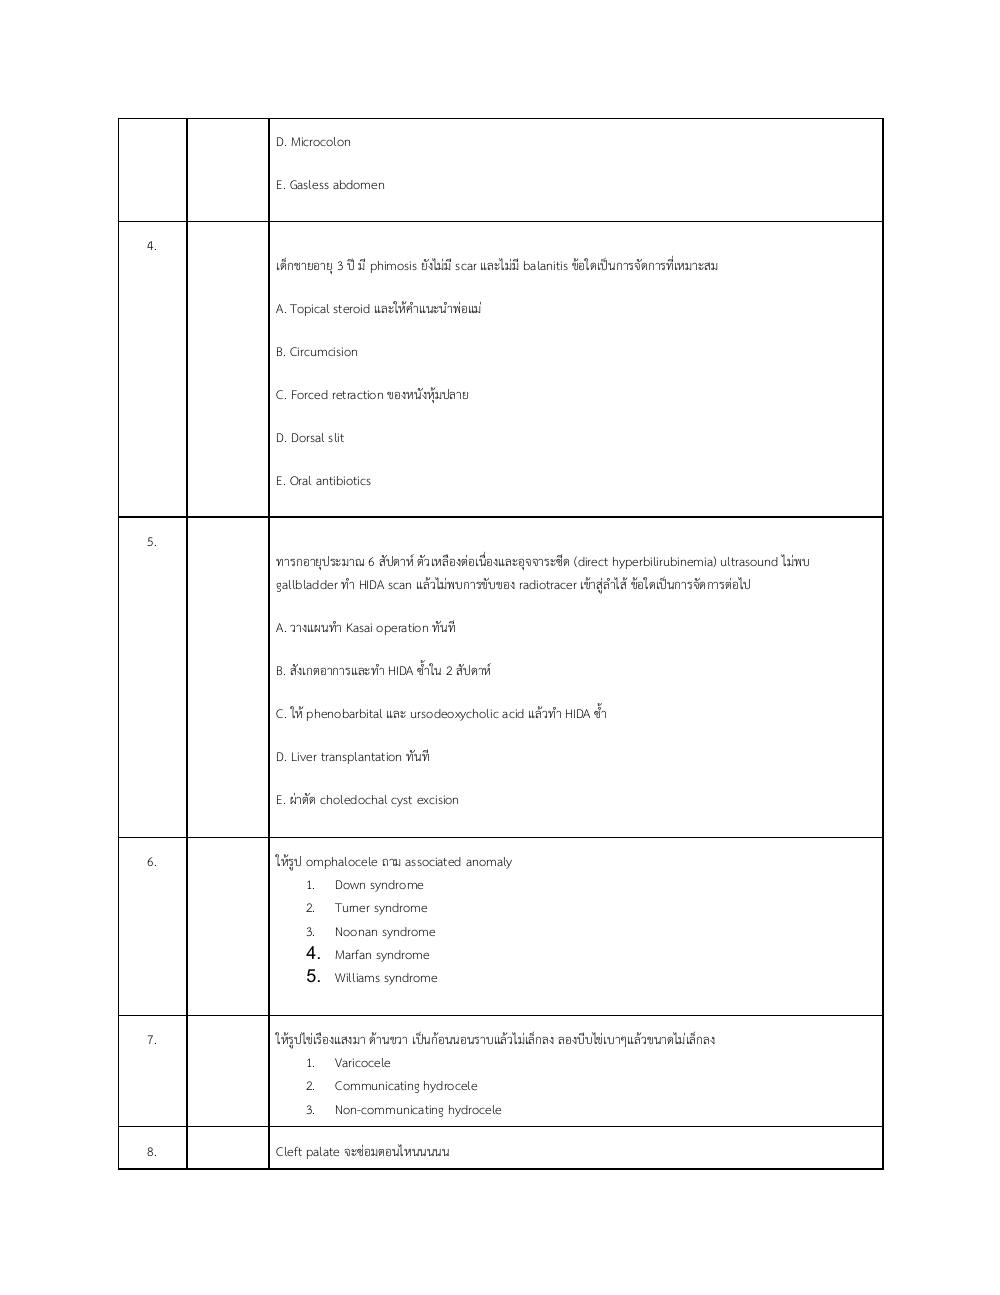 D. Microcolon
E. Gasless abdomen
4.
เด็กชายอายุ 3 ปี มี phimosis ยังไม่มี scar และไม่มี balanitis ข้อใดเป็นการจัดการที่เหมาะสม
A. Topical steroid และให้คำแนะนำพ่อแม่
B. Circumcision
C. Forced retraction ของหนังหุ้มปลาย
D. Dorsal slit
E. Oral antibiotics
5.
ทารกอายุประมาณ 6 สัปดาห์ ตัวเหลืองต่อเนื่องและอุจจาระซีด (direct hyperbilirubinemia) ultrasound ไม่พบ
gallbladder ทำ HIDA scan แล้วไม่พบการขับของ radiotracer เข้าสู่ลำไส้ ข้อใดเป็นการจัดการต่อไป
A. วางแผนทำ Kasai operation ทันที
B. สังเกตอาการและทำ HIDA ซ้ำใน 2 สัปดาห์
C. ให้ phenobarbital และ ursodeoxycholic acid แล้วทำ HIDA ซ้ำ
D. Liver transplantation ทันที
E. ผ่าตัด choledochal cyst excision
6.
ให้รูป omphalocele ถาม associated anomaly
1. Down syndrome
2. Turner syndrome
3. Noonan syndrome
4. Marfan syndrome
5. Williams syndrome
7.
ให้รูปไข่เรืองแสงมา ด้านขวา เป็นก้อนนอนราบแล้วไม่เล็กลง ลองบีบไข่เบาๆแล้วขนาดไม่เล็กลง
1. Varicocele
2. Communicating hydrocele
3. Non-communicating hydrocele
8.
Cleft palate จะซ่อมตอนไหนนนนน